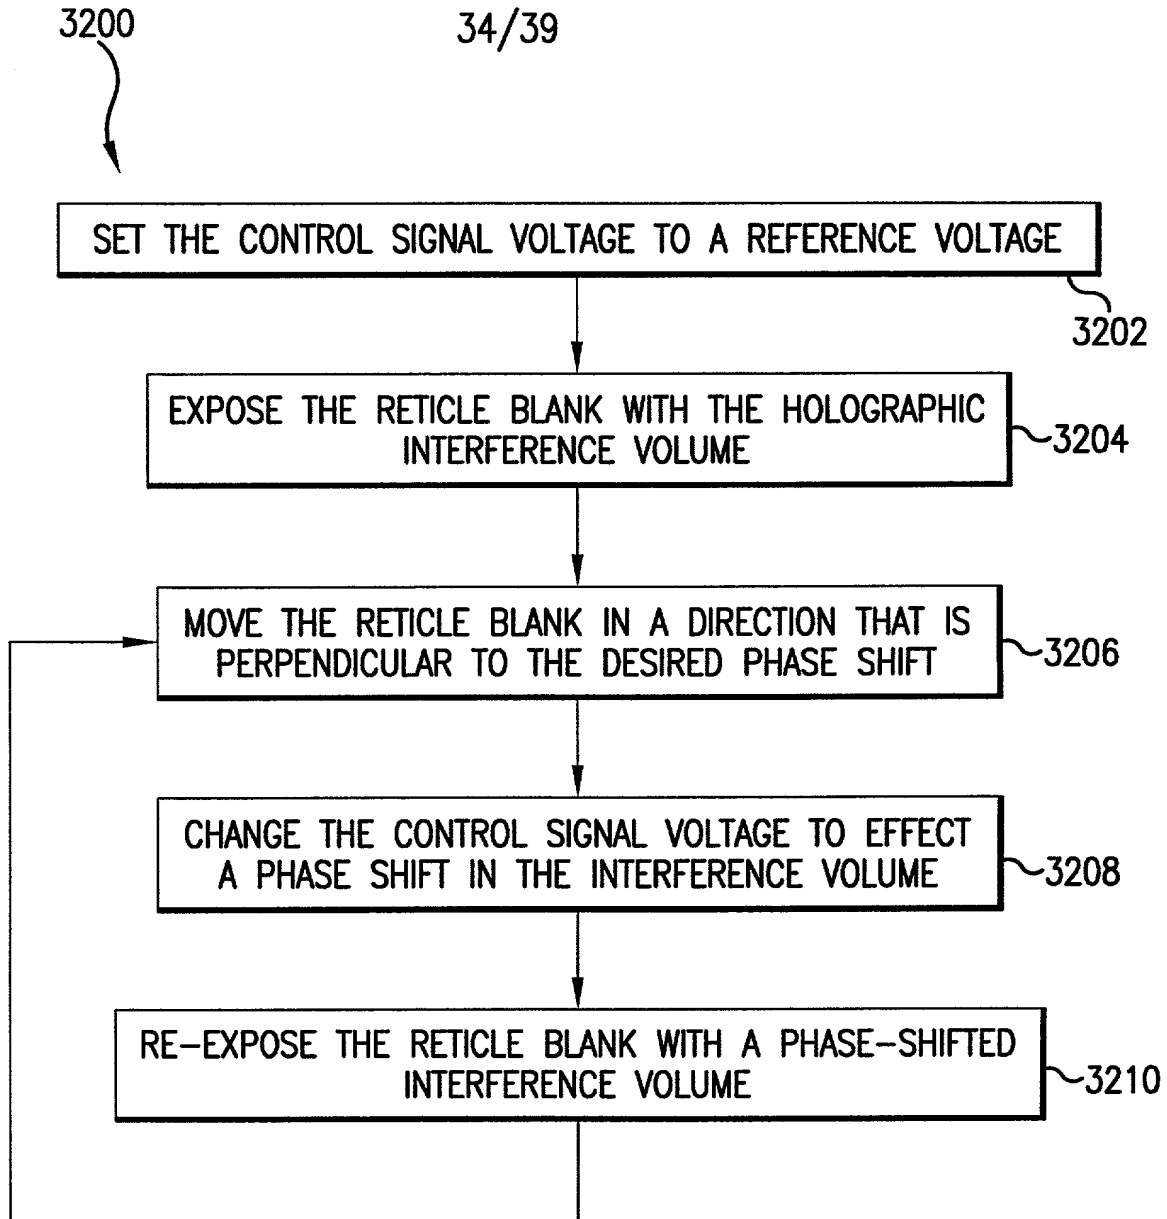 3200
34/39
SET THE CONTROL SIGNAL VOLTAGE TO A REFERENCE VOLTAGE
3202
EXPOSE THE RETICLE BLANK WITH THE HOLOGRAPHIC
INTERFERENCE VOLUME
3204
MOVE THE RETICLE BLANK IN A DIRECTION THAT IS
PERPENDICULAR TO THE DESIRED PHASE SHIFT
3206
CHANGE THE CONTROL SIGNAL VOLTAGE TO EFFECT
A PHASE SHIFT IN THE INTERFERENCE VOLUME
3208
RE-EXPOSE THE RETICLE BLANK WITH A PHASE-SHIFTED
INTERFERENCE VOLUME
3210